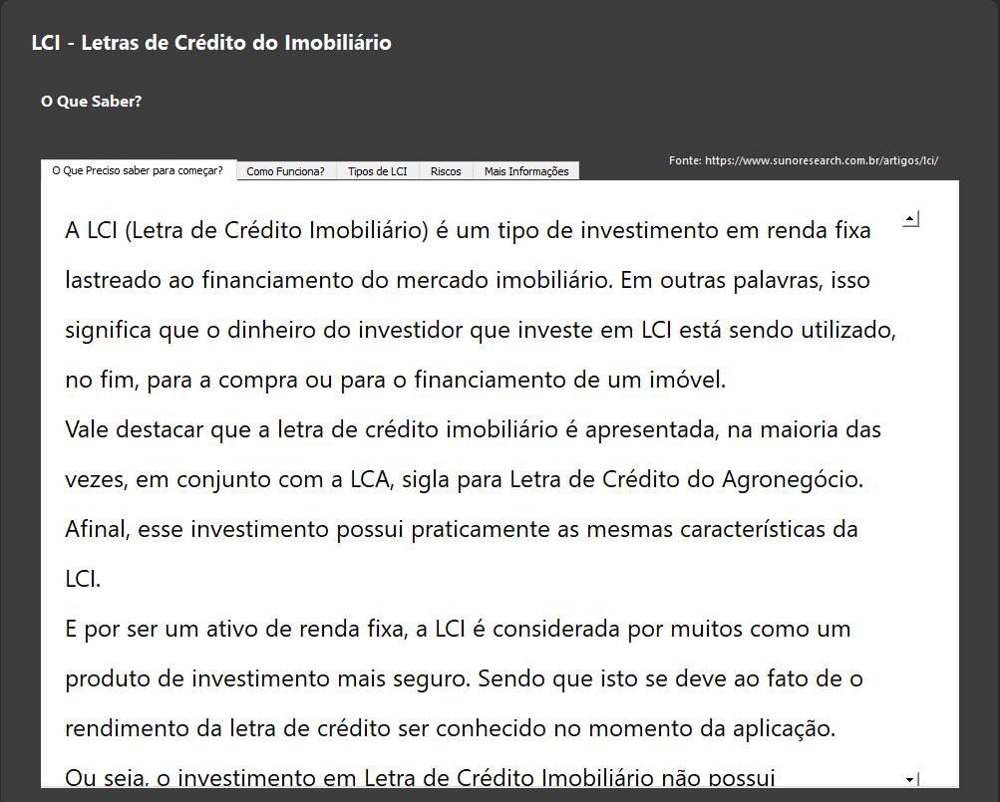 LCI - Letras de Crédito do Imobiliário
O Que Saber?
Fonte: https://www.sunoresearch.com.br/artigos/lci/
O Que Preciso saber para começar? Como Funciona? Tipos de LCI Riscos Mais Informações
A LCI (Letra de Crédito Imobiliário) é um tipo de investimento em renda fixa
lastreado ao financiamento do mercado imobiliário. Em outras palavras, isso
significa que o dinheiro do investidor que investe em LCI está sendo utilizado,
no fim, para a compra ou para o financiamento de um imóvel.
Vale destacar que a letra de crédito imobiliário é apresentada, na maioria das
vezes, em conjunto com a LCA, sigla para Letra de Crédito do Agronegócio.
Afinal, esse investimento possui praticamente as mesmas características da
LCI.
E por ser um ativo de renda fixa, a LCI é considerada por muitos como um
produto de investimento mais seguro. Sendo que isto se deve ao fato de o
rendimento da letra de crédito ser conhecido no momento da aplicação.
Ou seja, o investimento em Letra de Crédito Imobiliário não possui